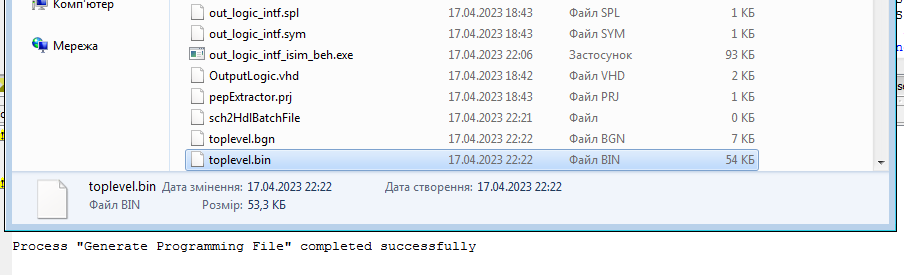 Комп'ютер
Мережа
out_logic_intf.spl 17.04.2023 18:43 Файл SPL 1 КБ
out_logic_intf.sym 17.04.2023 18:43 Файл SYM 1 КБ
out_logic_intf_isim_beh.exe 17.04.2023 22:06 Застосунок 93 КБ
OutputLogic.vhd 17.04.2023 18:42 Файл VHD 2 КБ
pepExtractor.prj 17.04.2023 18:43 Файл PRJ 1 КБ
sch2HdlBatchFile 17.04.2023 22:21 Файл 0 КБ
toplevel.bgn 17.04.2023 22:22 Файл BGN 7 КБ
toplevel.bin 17.04.2023 22:22 Файл BIN 54 КБ
toplevel.bin Дата змінення: 17.04.2023 22:22 Дата створення: 17.04.2023 22:22
Файл BIN Розмір: 53,3 КБ
Process "Generate Programming File" completed successfully